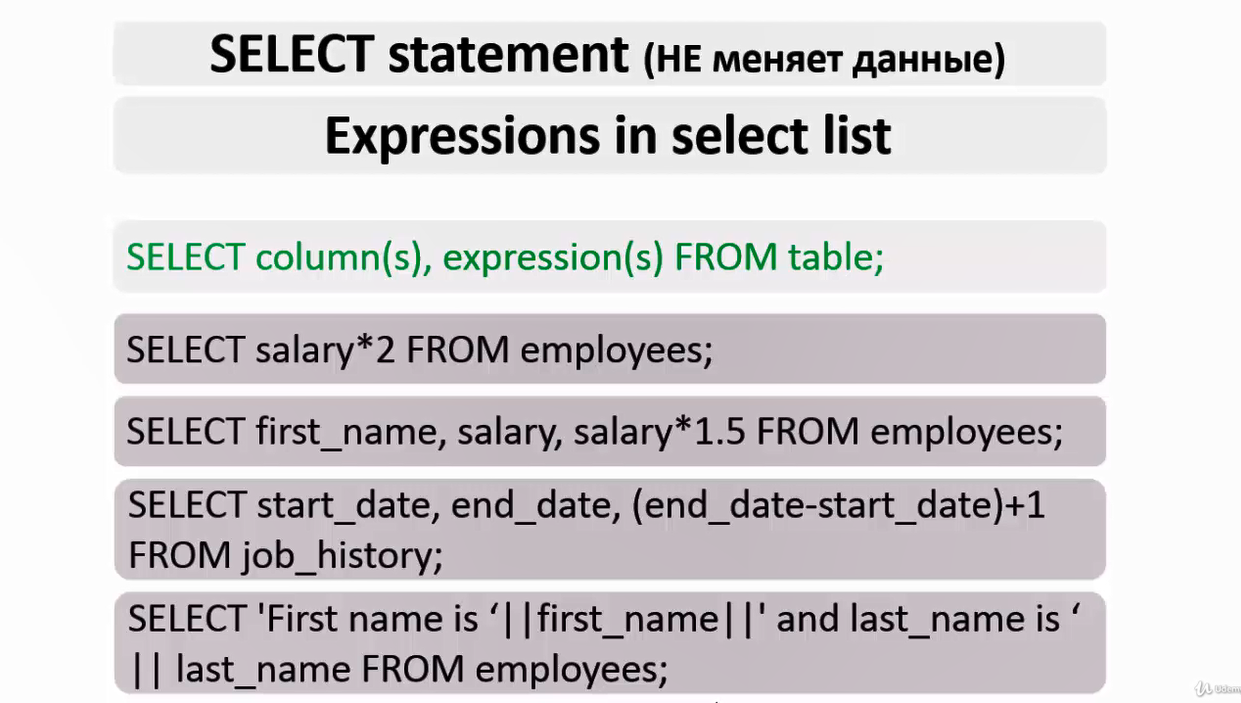 SELECT statement (НЕ меняет данные)
Expressions in select list
SELECT column(s), expression(s) FROM table;
SELECT salary*2 FROM employees;
SELECT first_name, salary, salary*1.5 FROM employees;
SELECT start_date, end_date, (end_date-start_date)+1
FROM job_history;
SELECT 'First name is ‘||first_name||' and last_name is ‘
|| last_name FROM employees;